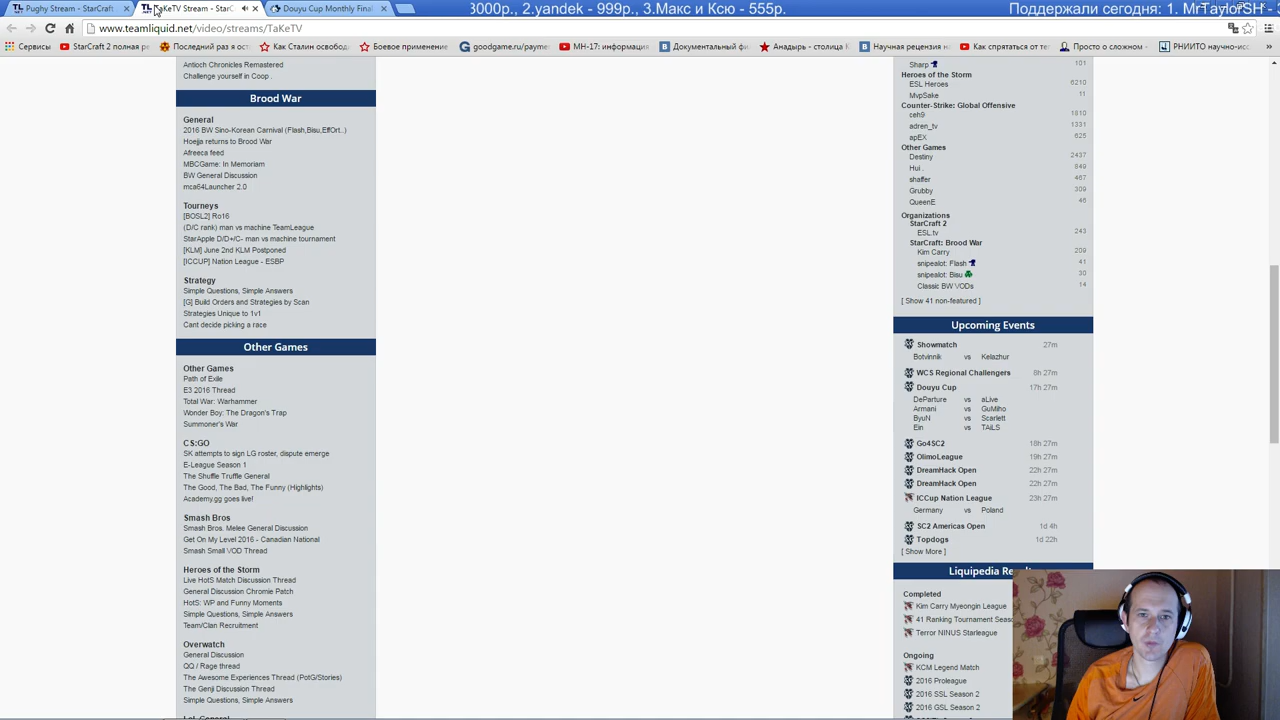 Pughy Stream - StarCraft
TaKeTV Stream - StarC
Douyu Cup Monthly Final
3000р., 2.yandek - 999р., 3.Макс и Ксю - 555р.
Поддержали сегодня: 1. MrTaylor
www.teamliquid.net/video/streams/TaKeTV
Сервисы
StarCraft 2 полная ре
Последний раз я ост
Как Сталин освобод
Боевое применение
goodgame.ru/paymen
МН-17: информация
Документальный фи
Анадырь - столица К
Научная рецензия н
Как спрятаться от те
Просто о сложном -
РНИИТО научно-исс
Antioch Chronicles Remastered
Challenge yourself in Coop .
Brood War
General
2016 BW Sino-Korean Carnival (Flash,Bisu,EffOrt..)
Hoejja returns to Brood War
Afreeca feed
MBCGame: In Memoriam
BW General Discussion
mca64Launcher 2.0
Tourneys
[BOSL2] Ro16
(D/C rank) man vs machine TeamLeague
StarApple D/D+/C- man vs machine tournament
[KLM] June 2nd KLM Postponed
[ICCUP] Nation League - ESBP
Strategy
Simple Questions, Simple Answers
[G] Build Orders and Strategies by Scan
Strategies Unique to 1v1
Cant decide picking a race
Other Games
Other Games
Path of Exile
E3 2016 Thread
Total War: Warhammer
Wonder Boy: The Dragon's Trap
Summoner's War
CS:GO
SK attempts to sign LG roster, dispute emerge
E-League Season 1
The Shuffle Truffle General
The Good, The Bad, The Funny (Highlights)
Academy.gg goes live!
Smash Bros
Smash Bros. Melee General Discussion
Get On My Level 2016 - Canadian National
Smash Small VOD Thread
Heroes of the Storm
Live HotS Match Discussion Thread
General Discussion Chromie Patch
HotS: WP and Funny Moments
Simple Questions, Simple Answers
Team/Clan Recruitment
Overwatch
General Discussion
QQ / Rage thread
The Awesome Experiences Thread (PotG/Stories)
The Genji Discussion Thread
Simple Questions, Simple Answers
LoL General
Sharp 101
Heroes of the Storm
ESL Heroes 6210
MvpSake 11
Counter-Strike: Global Offensive
ceh9 1810
adren_tv 1331
apEX 625
Other Games
Destiny 2437
Hui . 849
shaffer 467
Grubby 309
QueenE 46
Organizations
StarCraft 2
ESL.tv 243
StarCraft: Brood War
Kim Carry 209
snipealot: Flash 41
snipealot: Bisu 30
Classic BW VODs 14
[ Show 41 non-featured ]
Upcoming Events
Showmatch 27m
Botvinnik vs Kelazhur
WCS Regional Challengers 8h 27m
Douyu Cup 17h 27m
DeParture vs aLive
Armani vs GuMiho
ByuN vs Scarlett
Ein vs TAiLS
Go4SC2 18h 27m
OlimoLeague 19h 27m
DreamHack Open 22h 27m
DreamHack Open 22h 27m
ICCup Nation League 23h 27m
Germany vs Poland
SC2 Americas Open 1d 4h
Topdogs 1d 22h
[ Show More ]
Liquipedia Re
Completed
Kim Carry Myeongin League
41 Ranking Tournament Seaso
Terror NINUS Starleague
Ongoing
KCM Legend Match
2016 Proleague
2016 SSL Season 2
2016 GSL Season 2